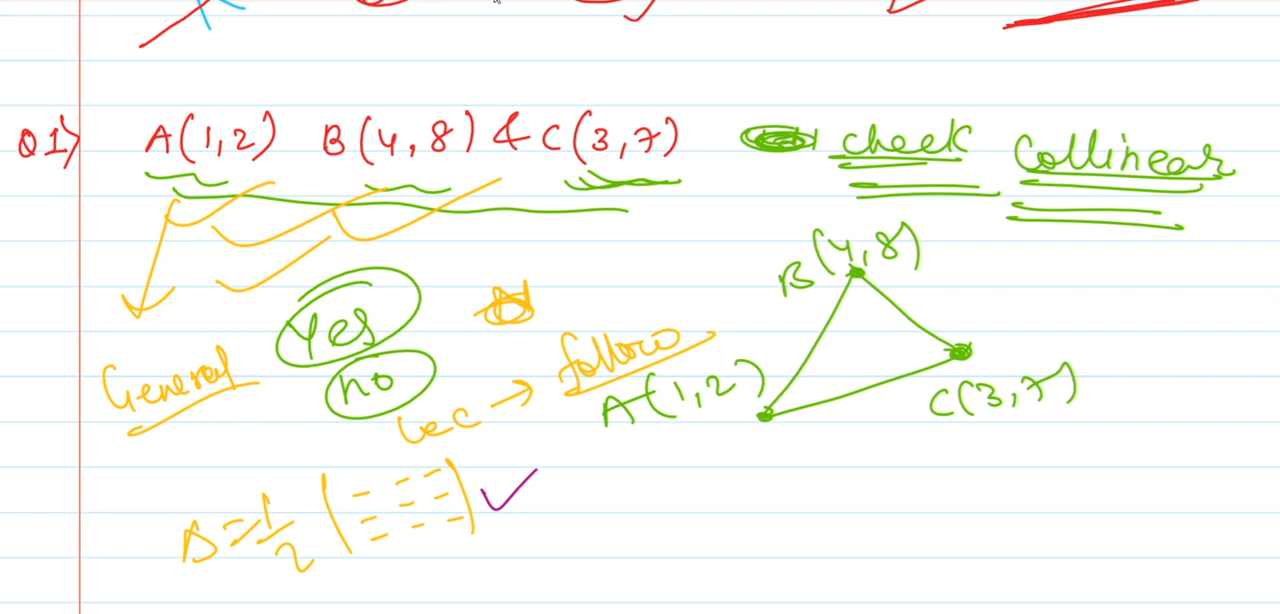 Q1) A(1,2) B(4,8) & C(3,7) check Collinear
B(4,8)
Yes
follow
General
no
A(1,2)
C(3,7)
Lec →
Δ = 1/2 | |